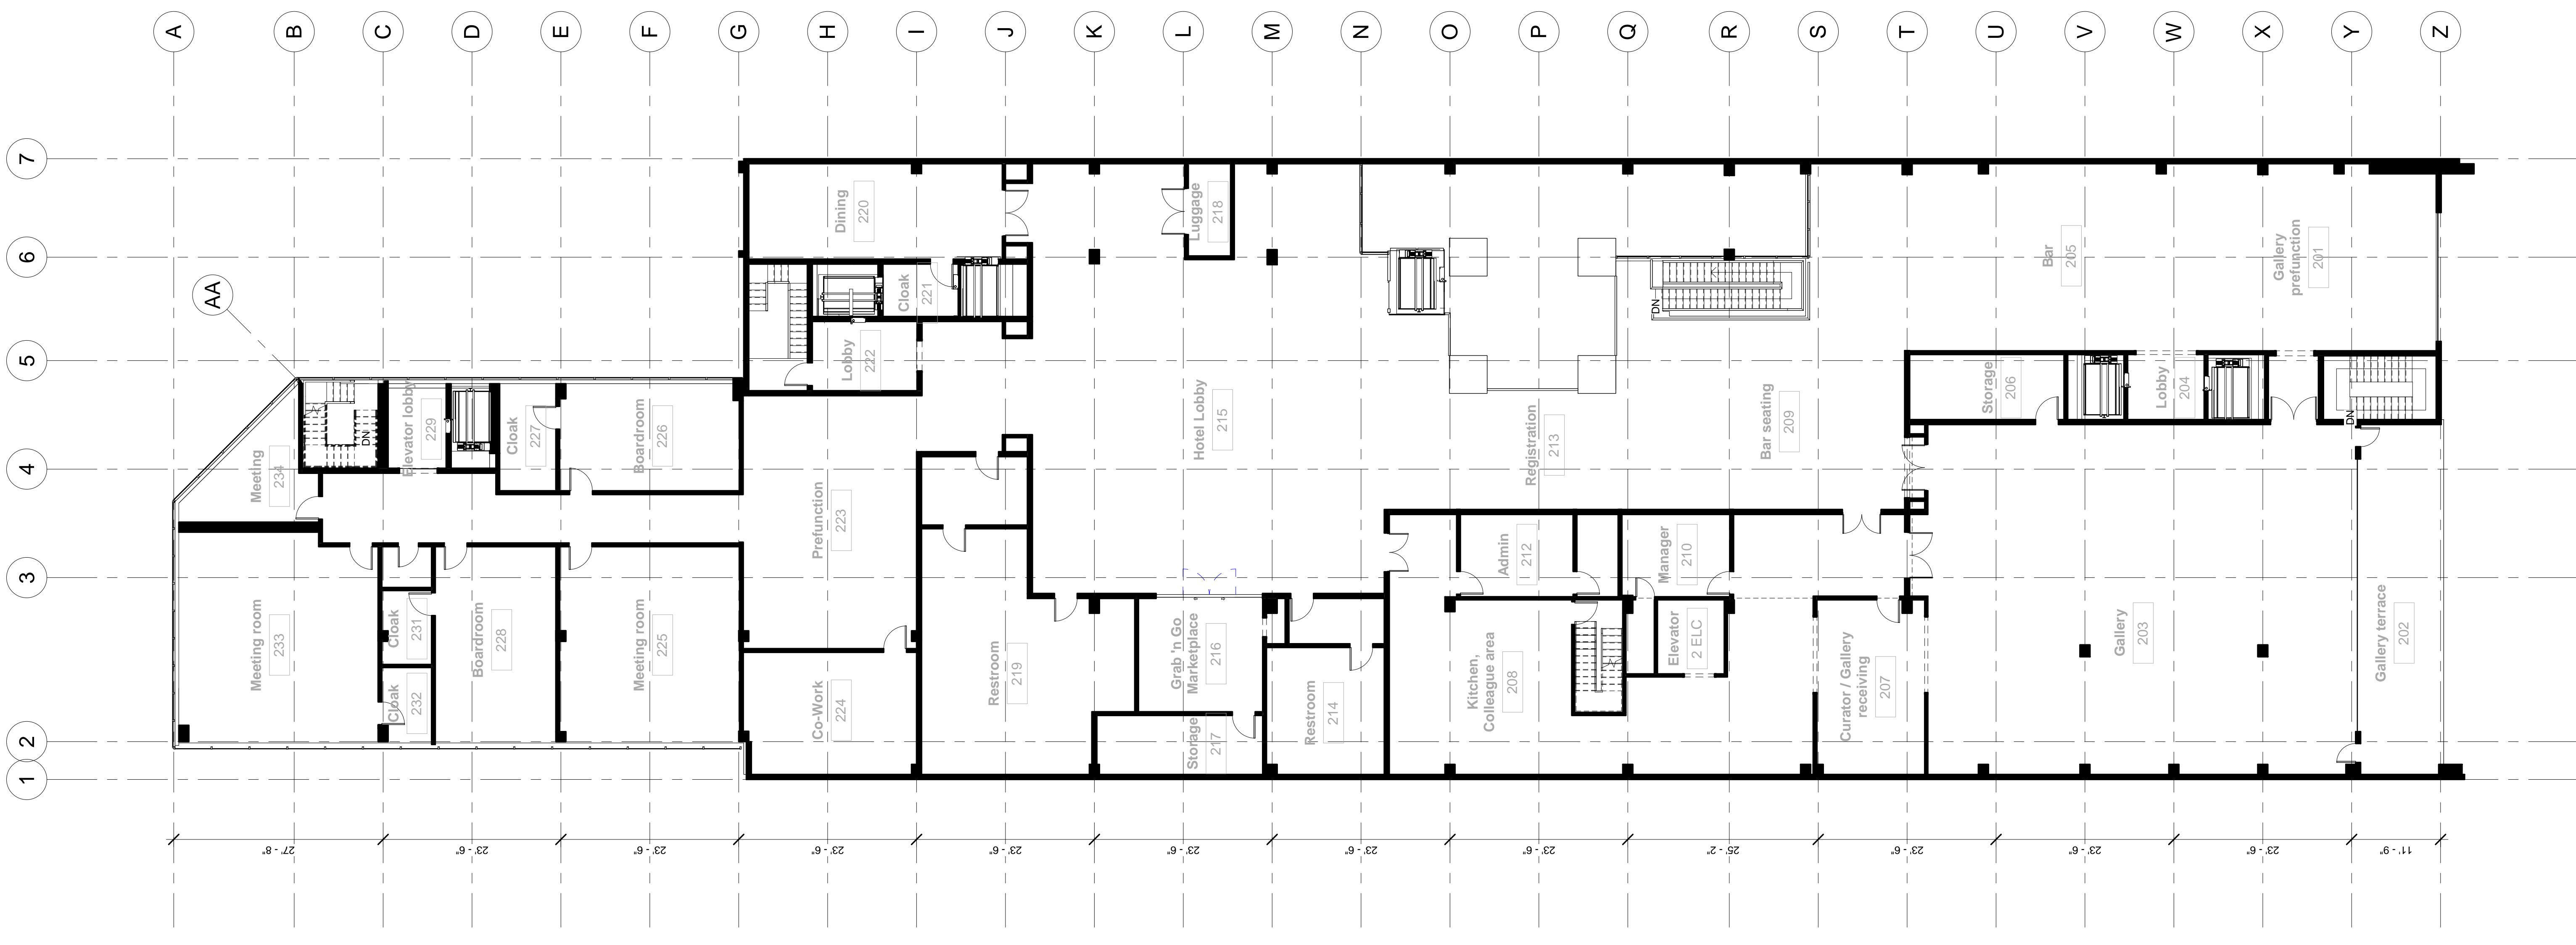 A
B
C
D
E
F
G
H
I
J
K
L
M
N
O
P
Q
R
S
T
U
V
W
X
Y
Z
7
6
5
4
3
2
1
AA
Dining
220
Luggage
218
Cloak
221
Lobby
222
Bar
205
Gallery
prefunction
201
Storage
206
Lobby
204
DN
DN
DN
Meeting
234
Elevator lobby
229
Cloak
227
Boardroom
226
Prefunction
223
Hotel Lobby
215
Registration
213
Bar seating
209
Admin
212
Manager
210
Meeting room
233
Cloak
231
Cloak
232
Boardroom
228
Meeting room
225
Co-Work
224
Restroom
219
Grab 'n Go
Marketplace
216
Storage
217
Restroom
214
Kitchen,
Colleague area
208
Elevator
2 ELC
Curator / Gallery
receiving
207
Gallery
203
Gallery terrace
202
27' - 8"
23' - 6"
23' - 6"
23' - 6"
23' - 6"
23' - 6"
23' - 6"
23' - 6"
25' - 2"
23' - 6"
23' - 6"
23' - 6"
11' - 9"